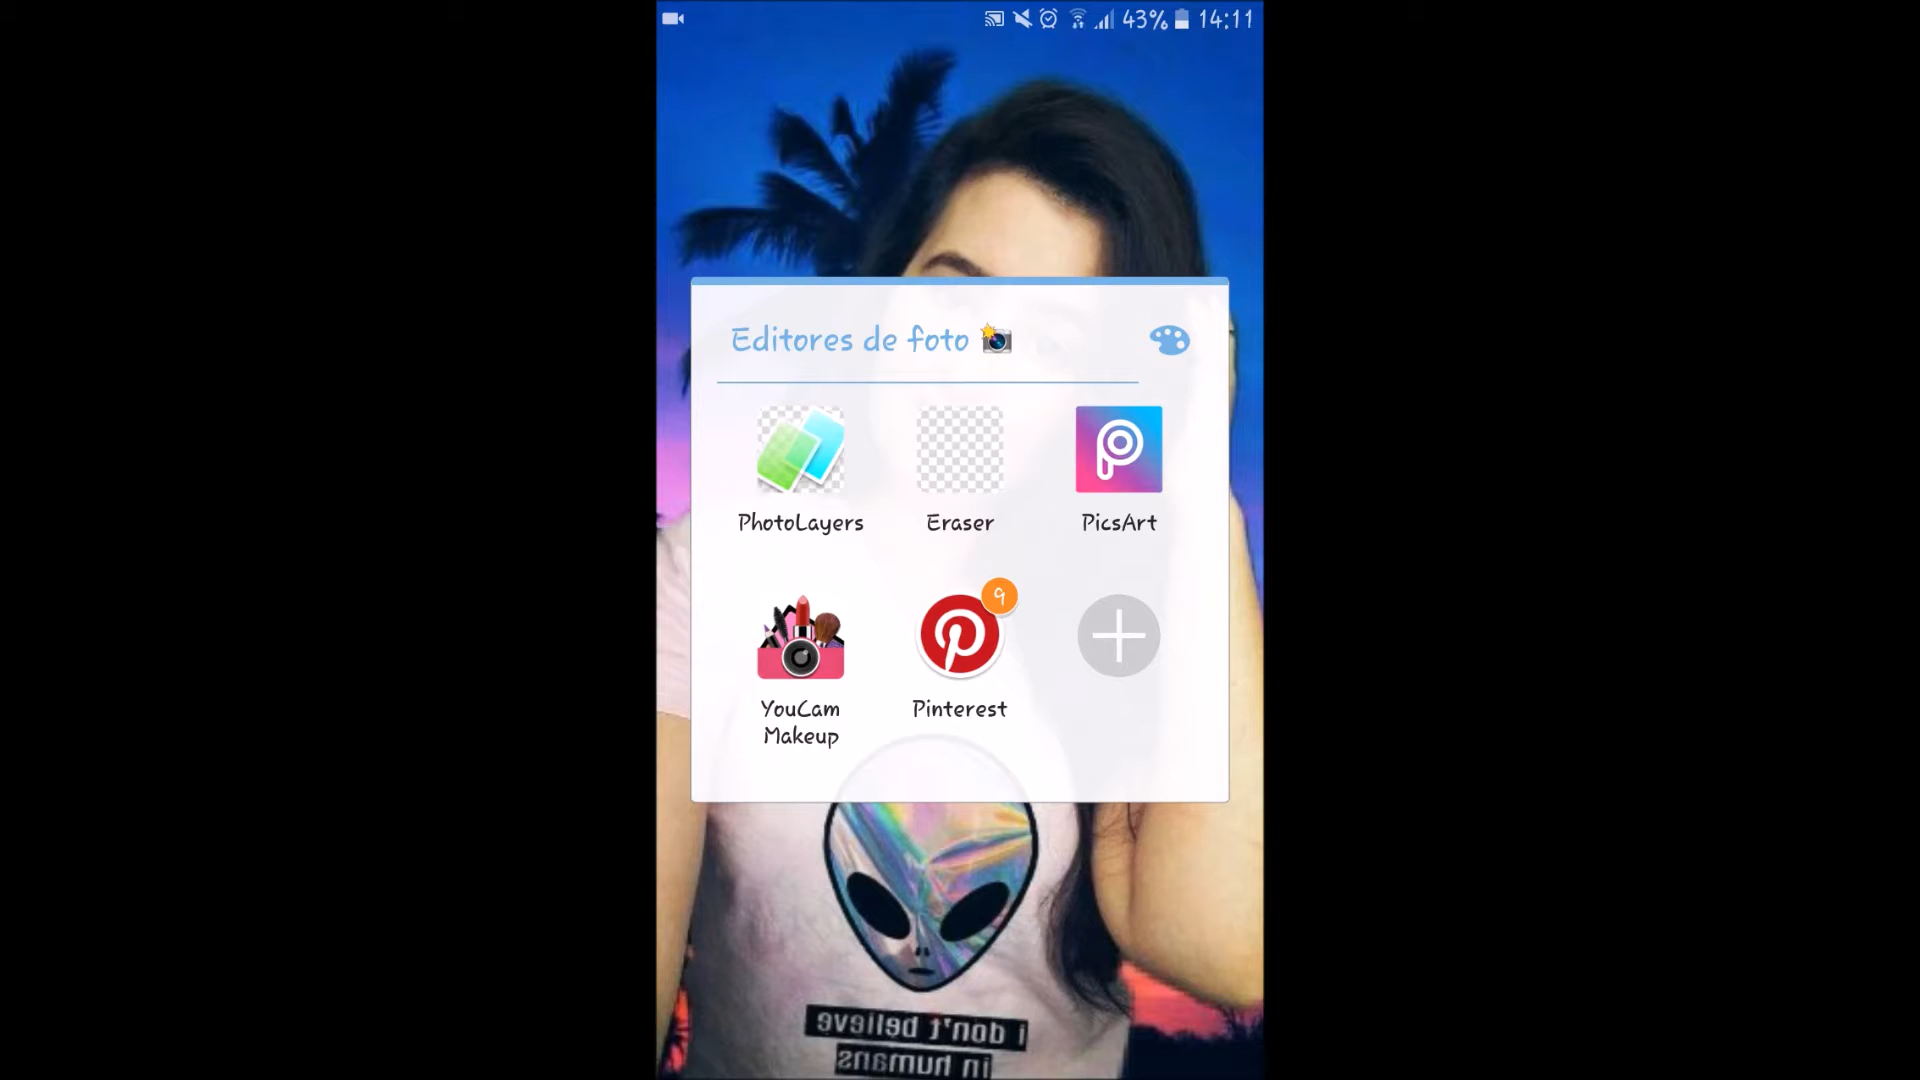 43% 14:11
Editores de foto
PhotoLayers
Eraser
PicsArt
9
YouCam
Makeup
Pinterest
i don't believe
in humans